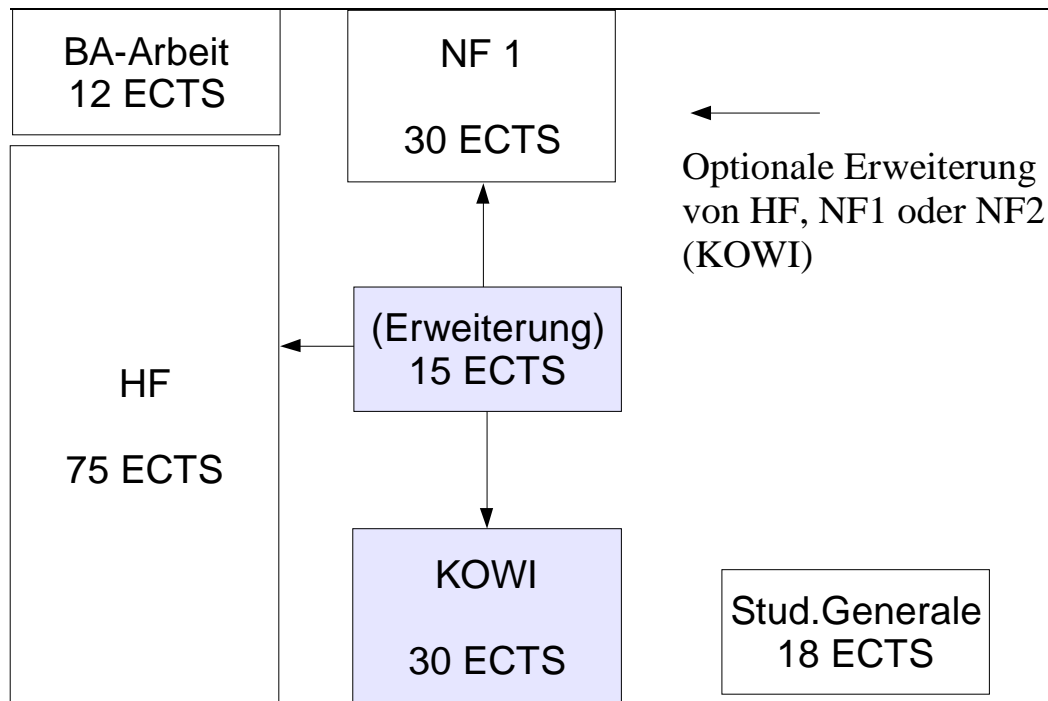 BA-Arbeit
12 ECTS
NF 1
30 ECTS
Optionale Erweiterung
von HF, NF1 oder NF2
(KOWI)
(Erweiterung)
15 ECTS
HF
75 ECTS
KOWI
30 ECTS
Stud.Generale
18 ECTS